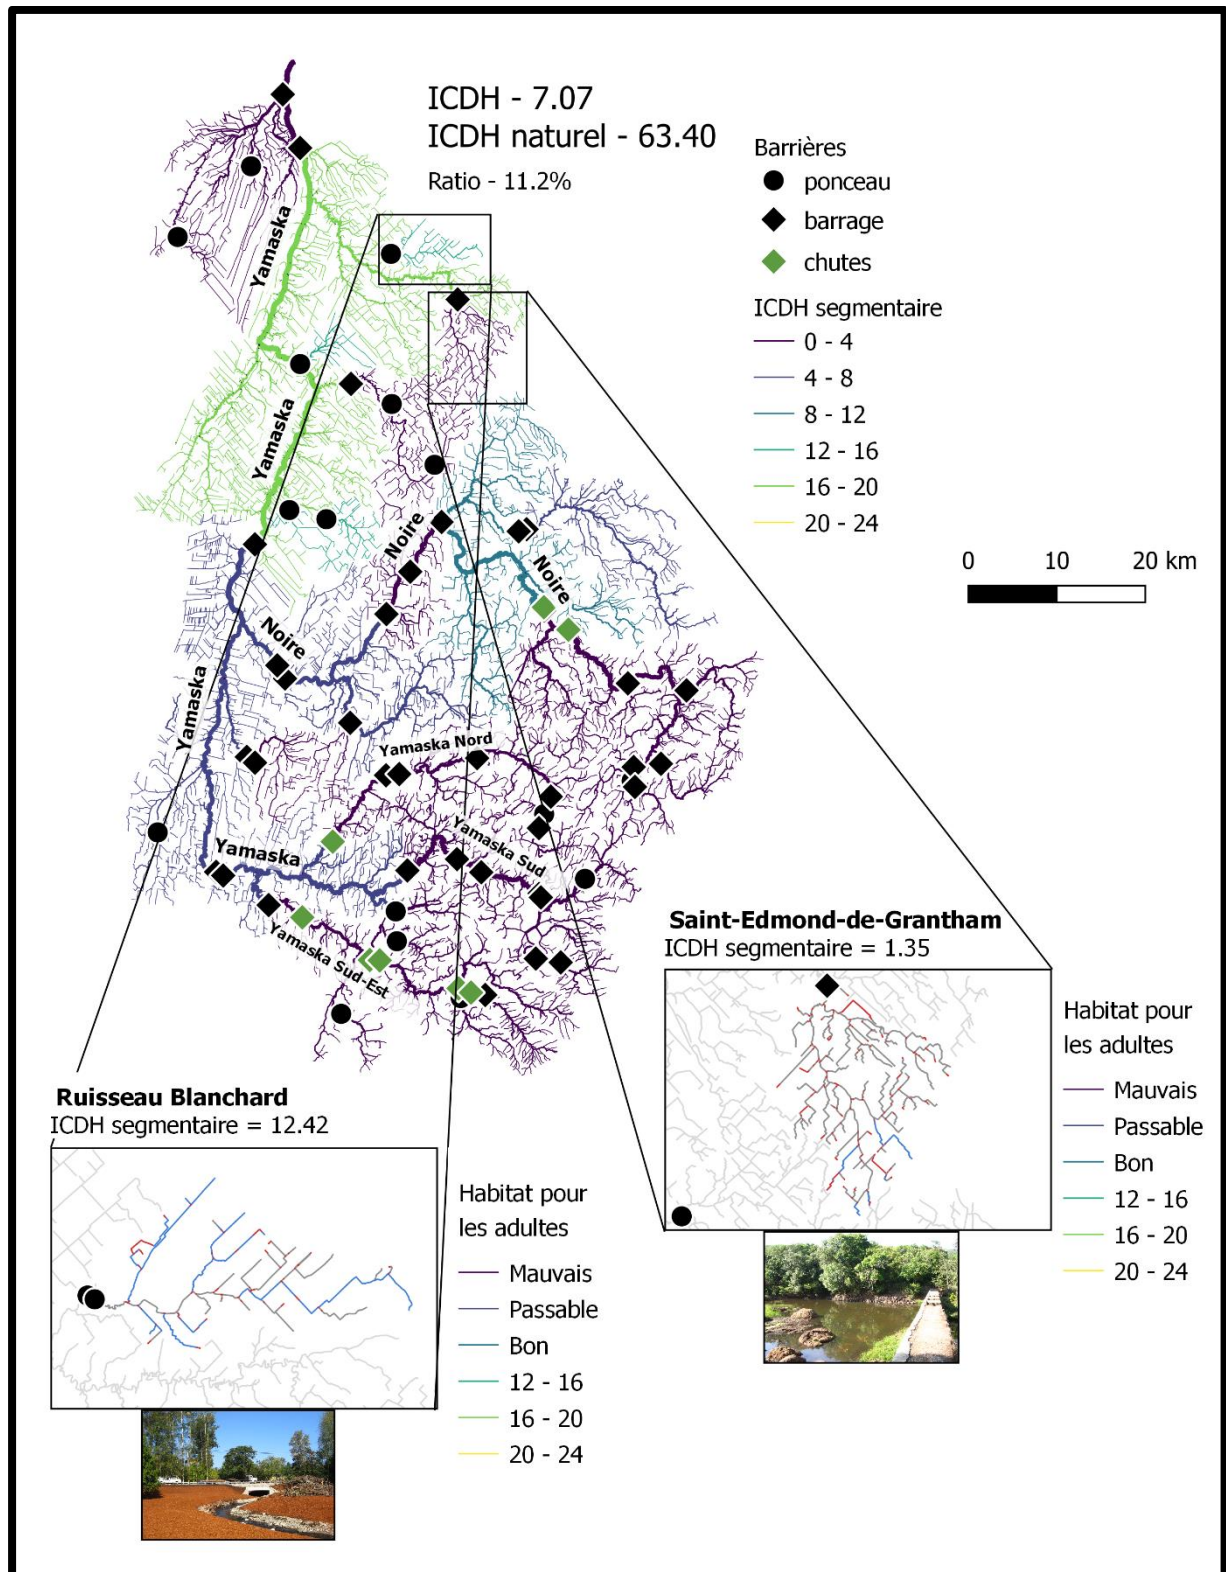 ICDH - 7.07
ICDH naturel - 63.40
Ratio - 11.2%
Barrières
ponceau
barrage
chutes
ICDH segmentaire
0 - 4
4 - 8
8 - 12
12 - 16
16 - 20
20 - 24
0 10 20 km
Yamaska
Yamaska
Noire
Noire
Noire
Yamaska
Yamaska Nord
Yamaska Sud
Yamaska
Yamaska Sud-Est
Saint-Edmond-de-Grantham
ICDH segmentaire = 1.35
Habitat pour
les adultes
Mauvais
Passable
Bon
12 - 16
16 - 20
20 - 24
Ruisseau Blanchard
ICDH segmentaire = 12.42
Habitat pour
les adultes
Mauvais
Passable
Bon
12 - 16
16 - 20
20 - 24